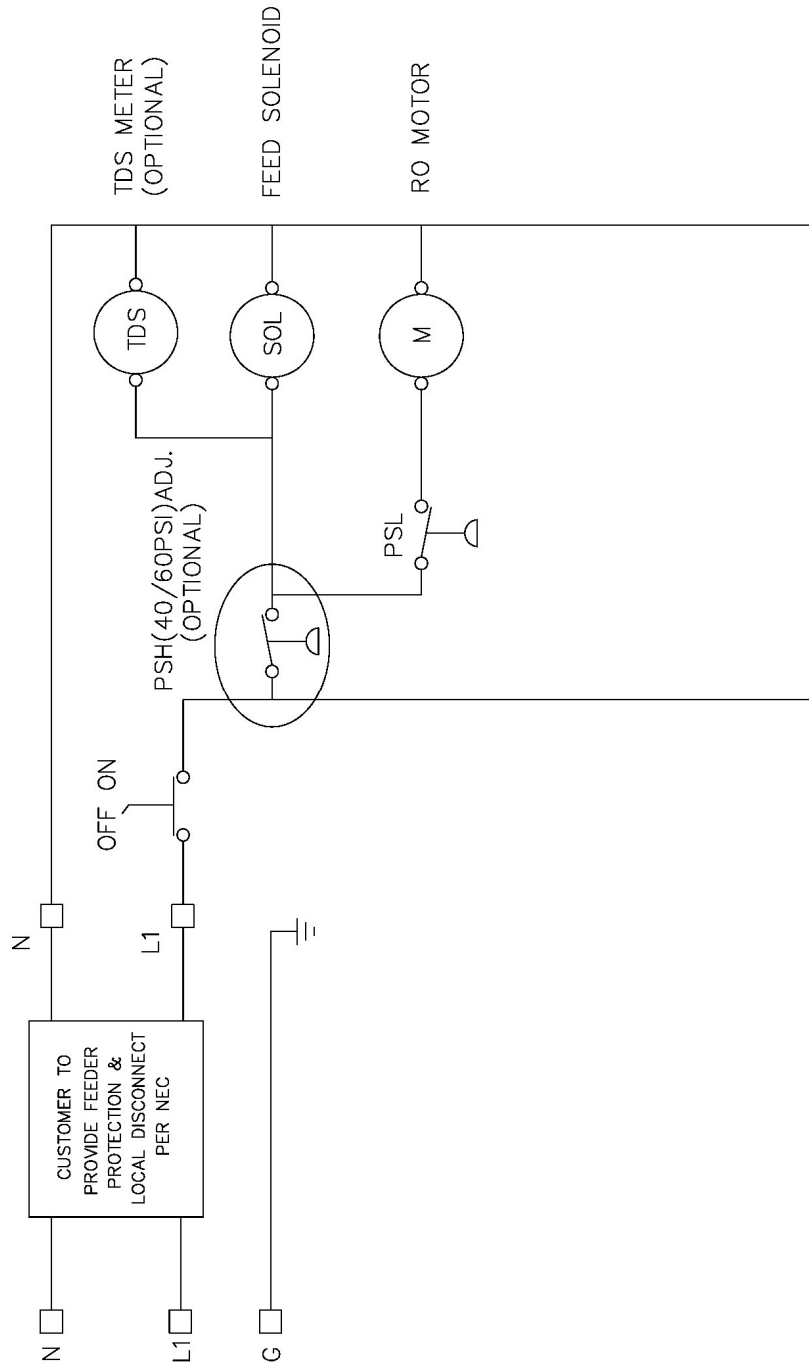 N
L1
G
CUSTOMER TO
PROVIDE FEEDER
PROTECTION &
LOCAL DISCONNECT
PER NEC
N
L1
OFF ON
PSH(40/60PSI)ADJ.
(OPTIONAL)
PSL
TDS
SOL
M
TDS METER
(OPTIONAL)
FEED SOLENOID
RO MOTOR